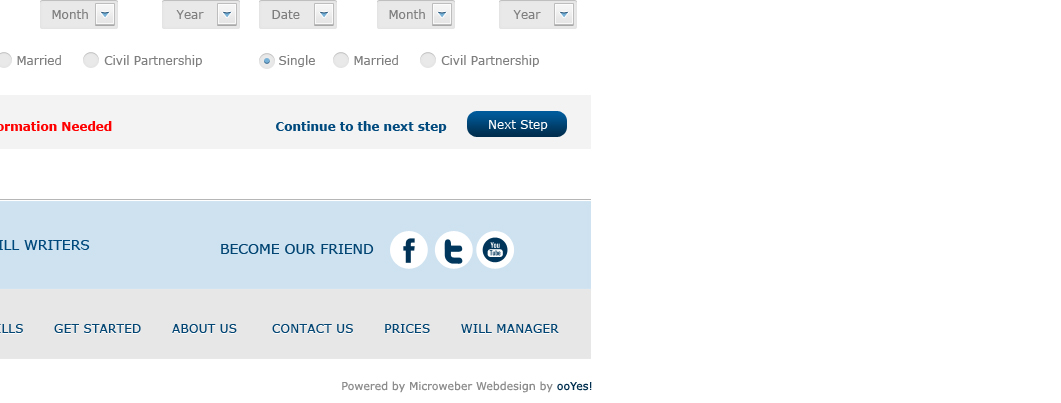 Month Year Date Month Year
Married Civil Partnership Single Married Civil Partnership
ormation Needed Continue to the next step Next Step
ILL WRITERS BECOME OUR FRIEND f t You Tube
ILLS GET STARTED ABOUT US CONTACT US PRICES WILL MANAGER
Powered by Microweber Webdesign by ooYes!